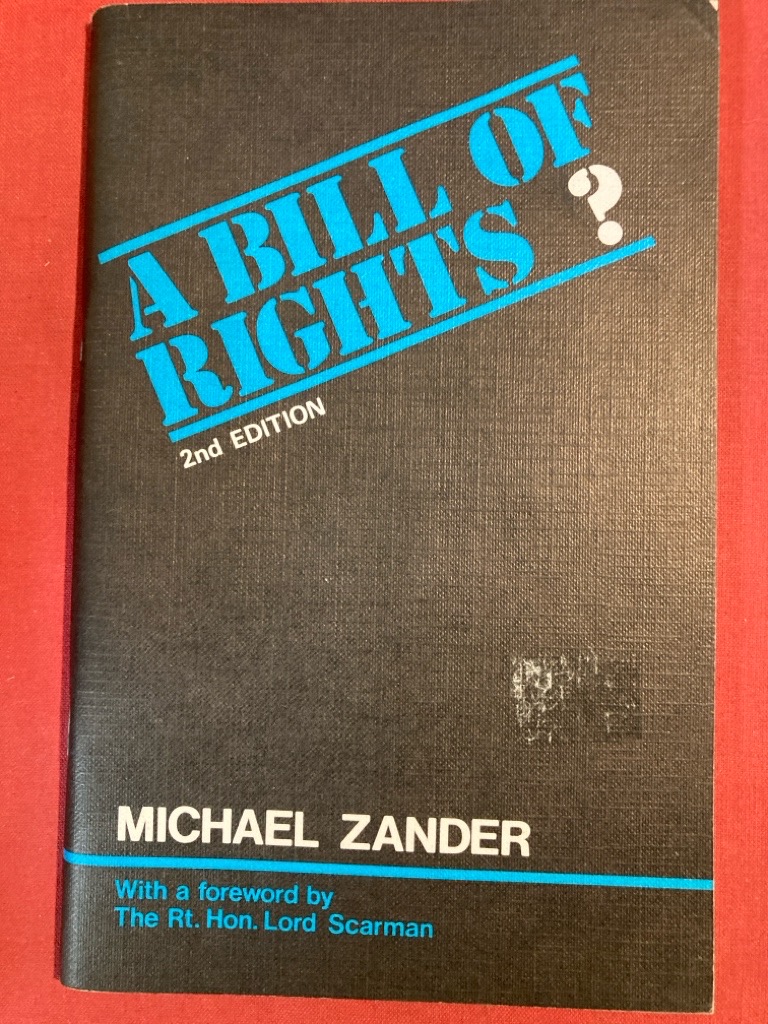 A BILL OF
RIGHTS ?
2nd EDITION
MICHAEL ZANDER
With a foreword by
The Rt. Hon. Lord Scarman